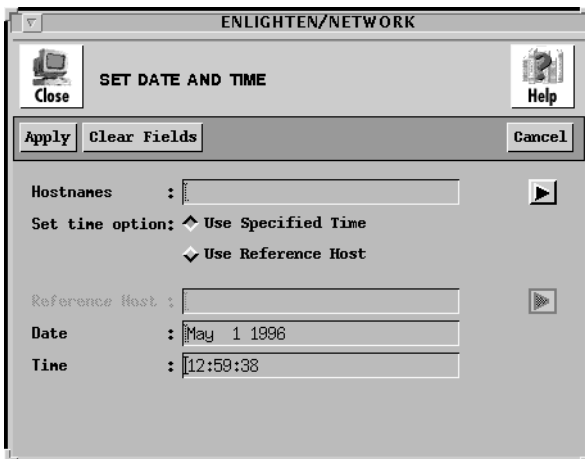 ENLIGHTEN/NETWORK
Close
SET DATE AND TIME
Help
Apply Clear Fields Cancel
Hostnames :
Set time option: Use Specified Time
Use Reference Host
Reference Host :
Date : May 1 1996
Time : 12:59:38